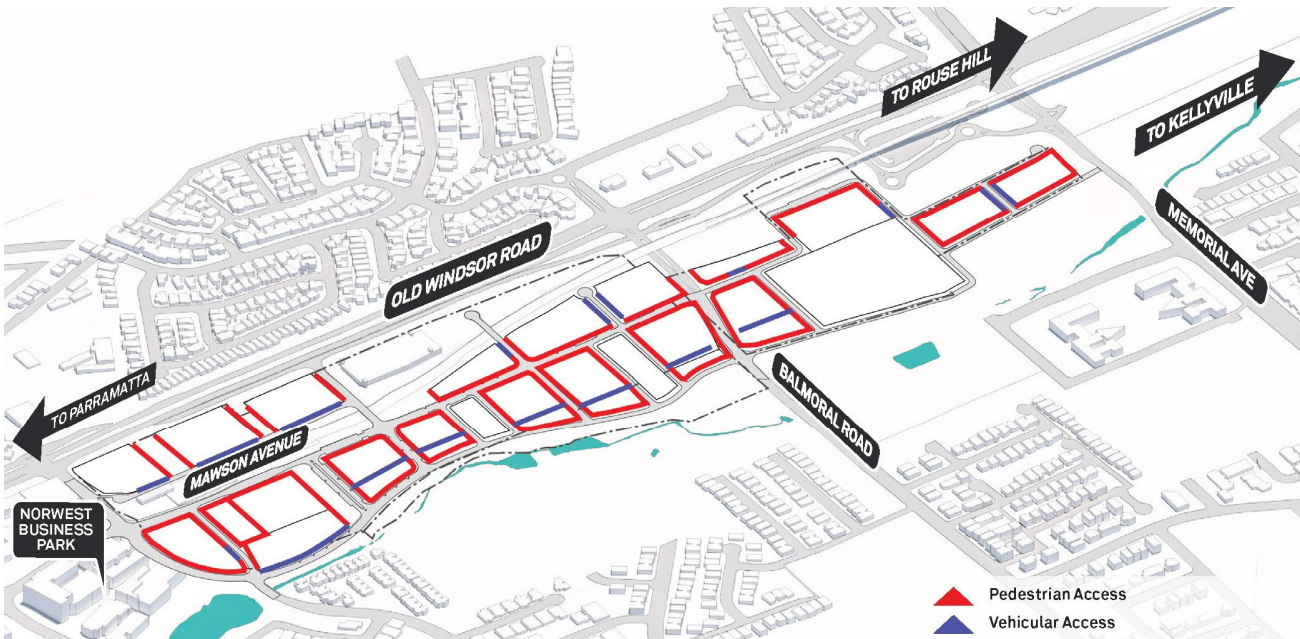 TO ROUSE HILL
TO KELLYVILLE
MEMORIAL AVE
OLD WINDSOR ROAD
TO PARRAMATTA
BALMORAL ROAD
MAWSON AVENUE
NORWEST
BUSINESS
PARK
Pedestrian Access
Vehicular Access